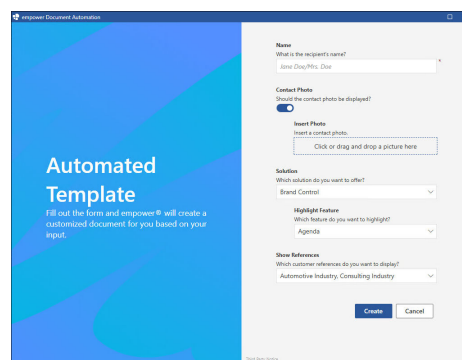 empower Document Automation
Name
What is the recipient's name?
Jane Doe/Mrs. Doe
*
Contact Photo
Should the contact photo be displayed?
Insert Photo
Insert a contact photo.
Click or drag and drop a picture here
Automated
Template
Fill out the form and empower® will create a
customized document for you based on your
input.
Solution
Which solution do you want to offer?
Brand Control
Highlight Feature
Which feature do you want to highlight?
Agenda
Show References
Which customer references do you want to display?
Automotive Industry, Consulting Industry
Create
Cancel